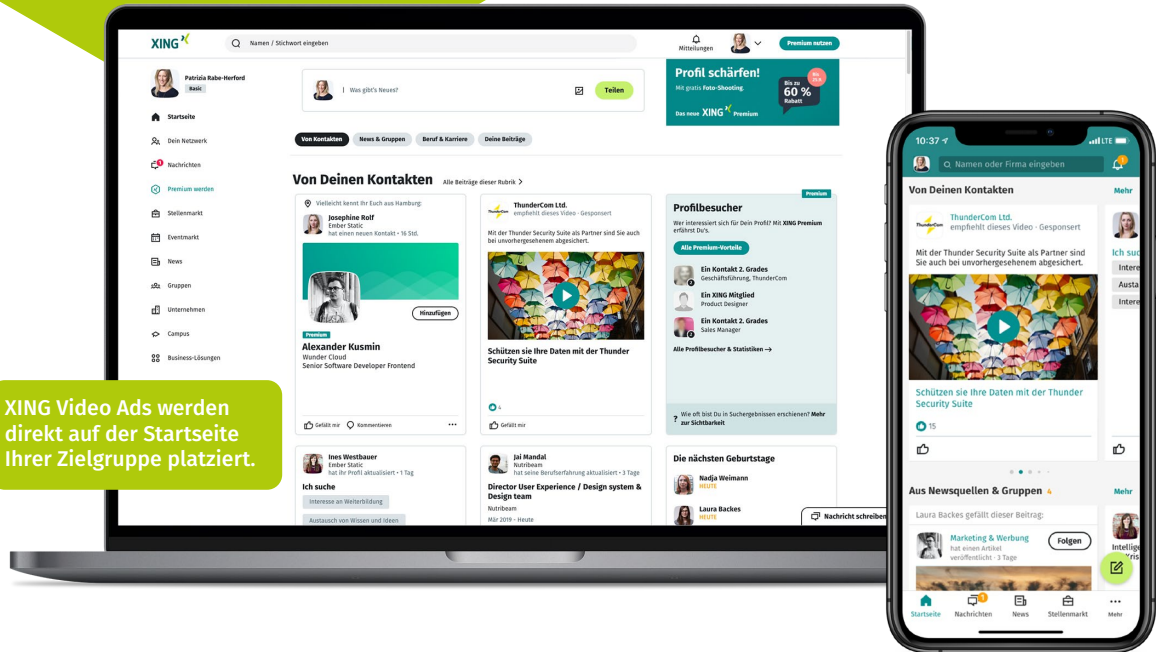 XING
Namen / Stichwort eingeben
Mitteilungen
Premium nutzen
Patrizia Rabe-Herford
Basic
Startseite
Dein Netzwerk
Nachrichten
Premium werden
Stellenmarkt
Eventmarkt
News
Gruppen
Unternehmen
Campus
Business-Lösungen
Was gibt's Neues?
Teilen
Profil schärfen!
Mit gratis Foto-Shooting.
Das neue XING Premium
Bis zu
60 %
Rabatt
Von Kontakten
News & Gruppen
Beruf & Karriere
Deine Beiträge
Von Deinen Kontakten
Alle Beiträge dieser Rubrik
Vielleicht kennt Ihr Euch aus Hamburg:
Josephine Rolf
Ember Static
hat einen neuen Kontakt • 16 Std.
Hinzufügen
Premium
Alexander Kusmin
Wunder Cloud
Senior Software Developer Frontend
Gefällt mir
Kommentieren
ThunderCom Ltd.
empfiehlt dieses Video · Gesponsert
Mit der Thunder Security Suite als Partner sind Sie auch
bei unvorhergesehenem abgesichert.
Schützen sie Ihre Daten mit der Thunder
Security Suite
4
Gefällt mir
Premium
Profilbesucher
Wer interessiert sich für Dein Profil? Mit XING Premium
erfährst Du's.
Alle Premium-Vorteile
Ein Kontakt 2. Grades
Geschäftsführung, ThunderCom
Ein XING Mitglied
Product Designer
Ein Kontakt 2. Grades
Sales Manager
Alle Profilbesucher & Statistiken →
? Wie oft bist Du in Suchergebnissen erschienen? Mehr
zur Sichtbarkeit
Ines Westbauer
Ember Static
hat ihr Profil aktualisiert • 1 Tag
Ich suche
Interesse an Weiterbildung
Austausch von Wissen und Ideen
Jai Mandal
Nutribeam
hat seine Berufserfahrung aktualisiert • 3 Tage
Director User Experience / Design system &
Design team
Nutribeam
Mär 2019 - Heute
Die nächsten Geburtstage
Nadja Weimann
HEUTE
Laura Backes
HEUTE
Nachricht schreiben
XING Video Ads werden
direkt auf der Startseite
Ihrer Zielgruppe platziert.
10:37
LTE
Namen oder Firma eingeben
Von Deinen Kontakten
Mehr
ThunderCom Ltd.
empfiehlt dieses Video · Gesponsert
Mit der Thunder Security Suite als Partner sind
Sie auch bei unvorhergesehenem abgesichert.
Schützen sie Ihre Daten mit der Thunder
Security Suite
15
Ich suc
Intere
Austa
Intere
Aus Newsquellen & Gruppen 4
Mehr
Laura Backes gefällt dieser Beitrag:
Marketing & Werbung
hat einen Artikel
veröffentlicht · 3 Tage
Folgen
Intellige
Startseite
Nachrichten
1
News
Stellenmarkt
Mehr